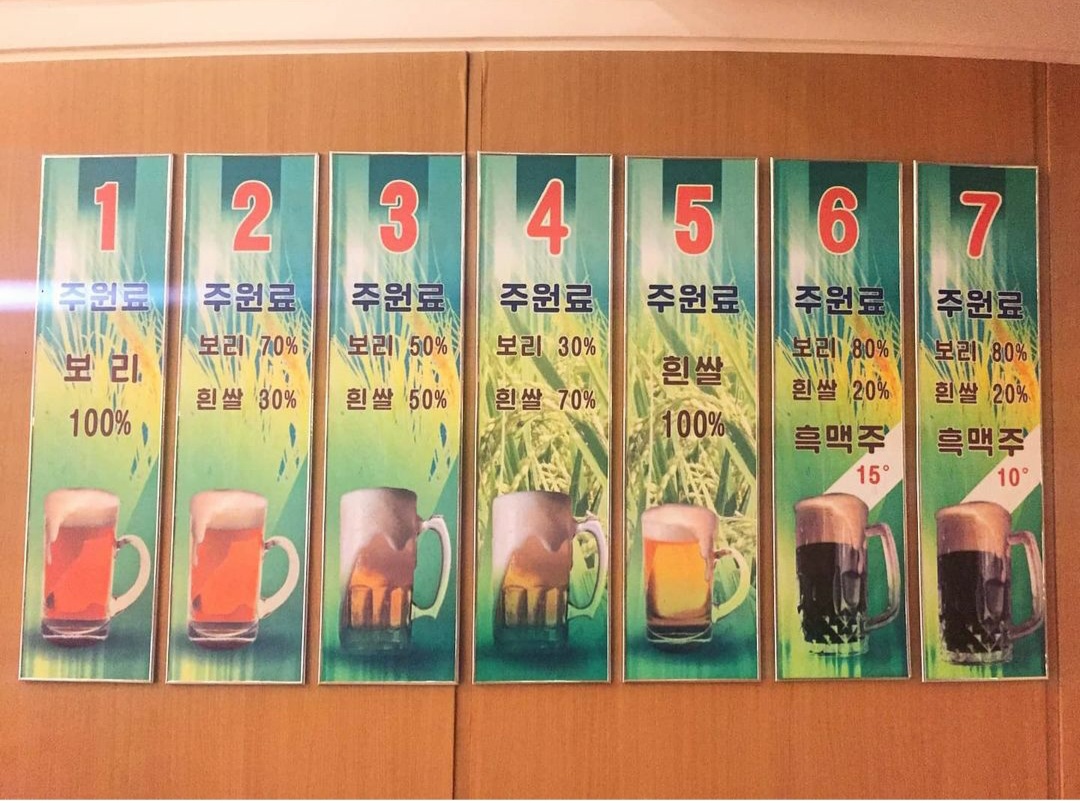 1
주원료
보리
100%
2
주원료
보리 70%
흰쌀 30%
3
주원료
보리 50%
흰쌀 50%
4
주원료
보리 30%
흰쌀 70%
5
주원료
흰쌀
100%
6
주원료
보리 80%
흰쌀 20%
흑맥주
15°
7
주원료
보리 80%
흰쌀 20%
흑맥주
10°